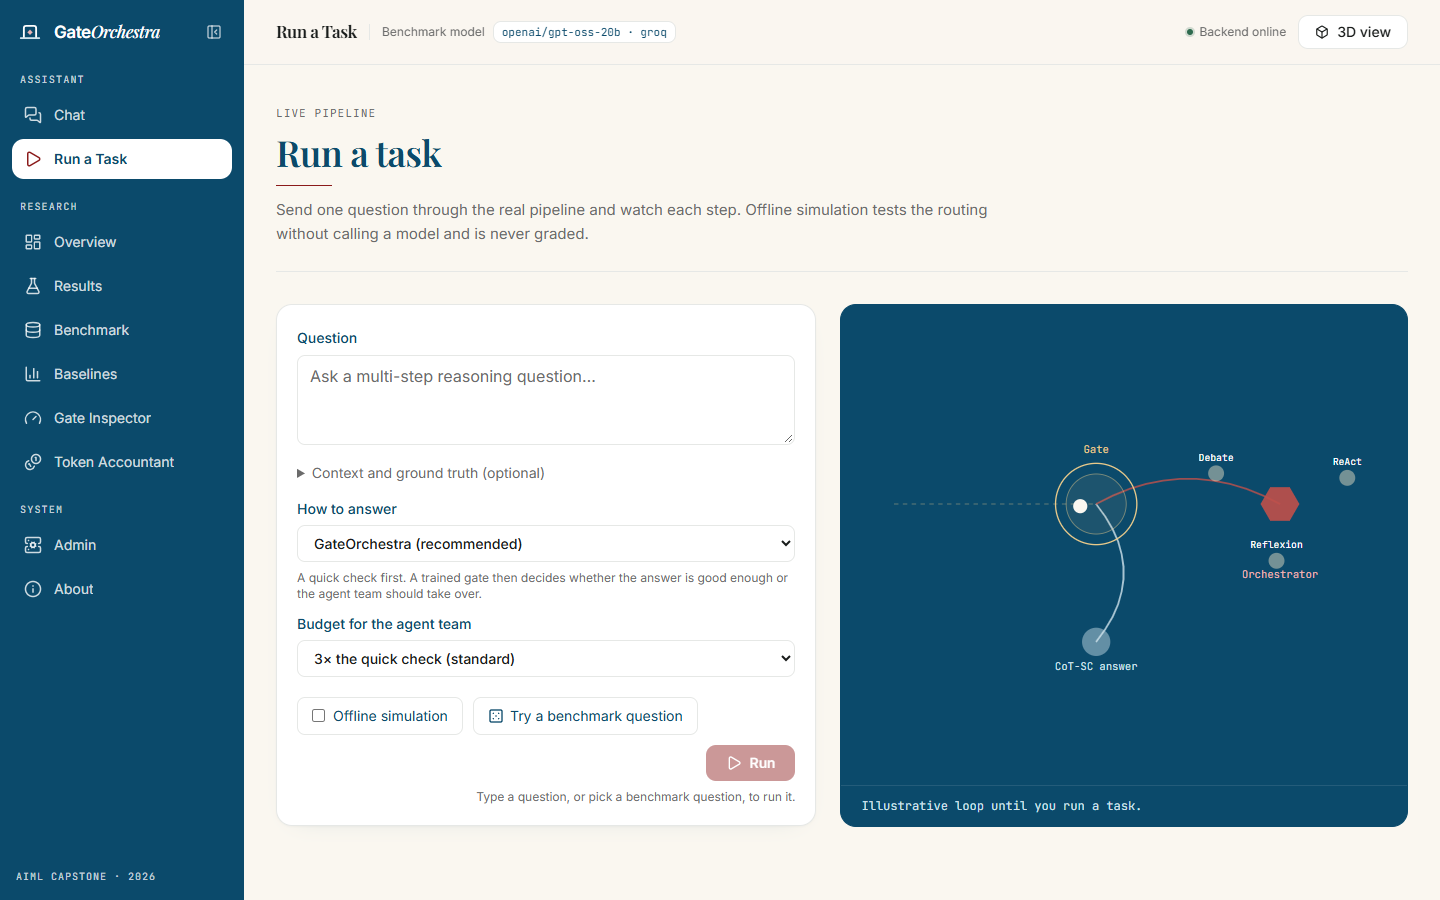 GateOrchestra
ASSISTANT
Chat
Run a Task
RESEARCH
Overview
Results
Benchmark
Baselines
Gate Inspector
Token Accountant
SYSTEM
Admin
About
AIML CAPSTONE · 2026
Run a Task
Benchmark model
openai/gpt-oss-20b · groq
Backend online
3D view
LIVE PIPELINE
Run a task
Send one question through the real pipeline and watch each step. Offline simulation tests the routing
without calling a model and is never graded.
Question
Ask a multi-step reasoning question...
Context and ground truth (optional)
How to answer
GateOrchestra (recommended)
A quick check first. A trained gate then decides whether the answer is good enough or
the agent team should take over.
Budget for the agent team
3× the quick check (standard)
Offline simulation
Try a benchmark question
Run
Type a question, or pick a benchmark question, to run it.
Gate
Debate
ReAct
Reflexion
Orchestrator
CoT-SC answer
Illustrative loop until you run a task.